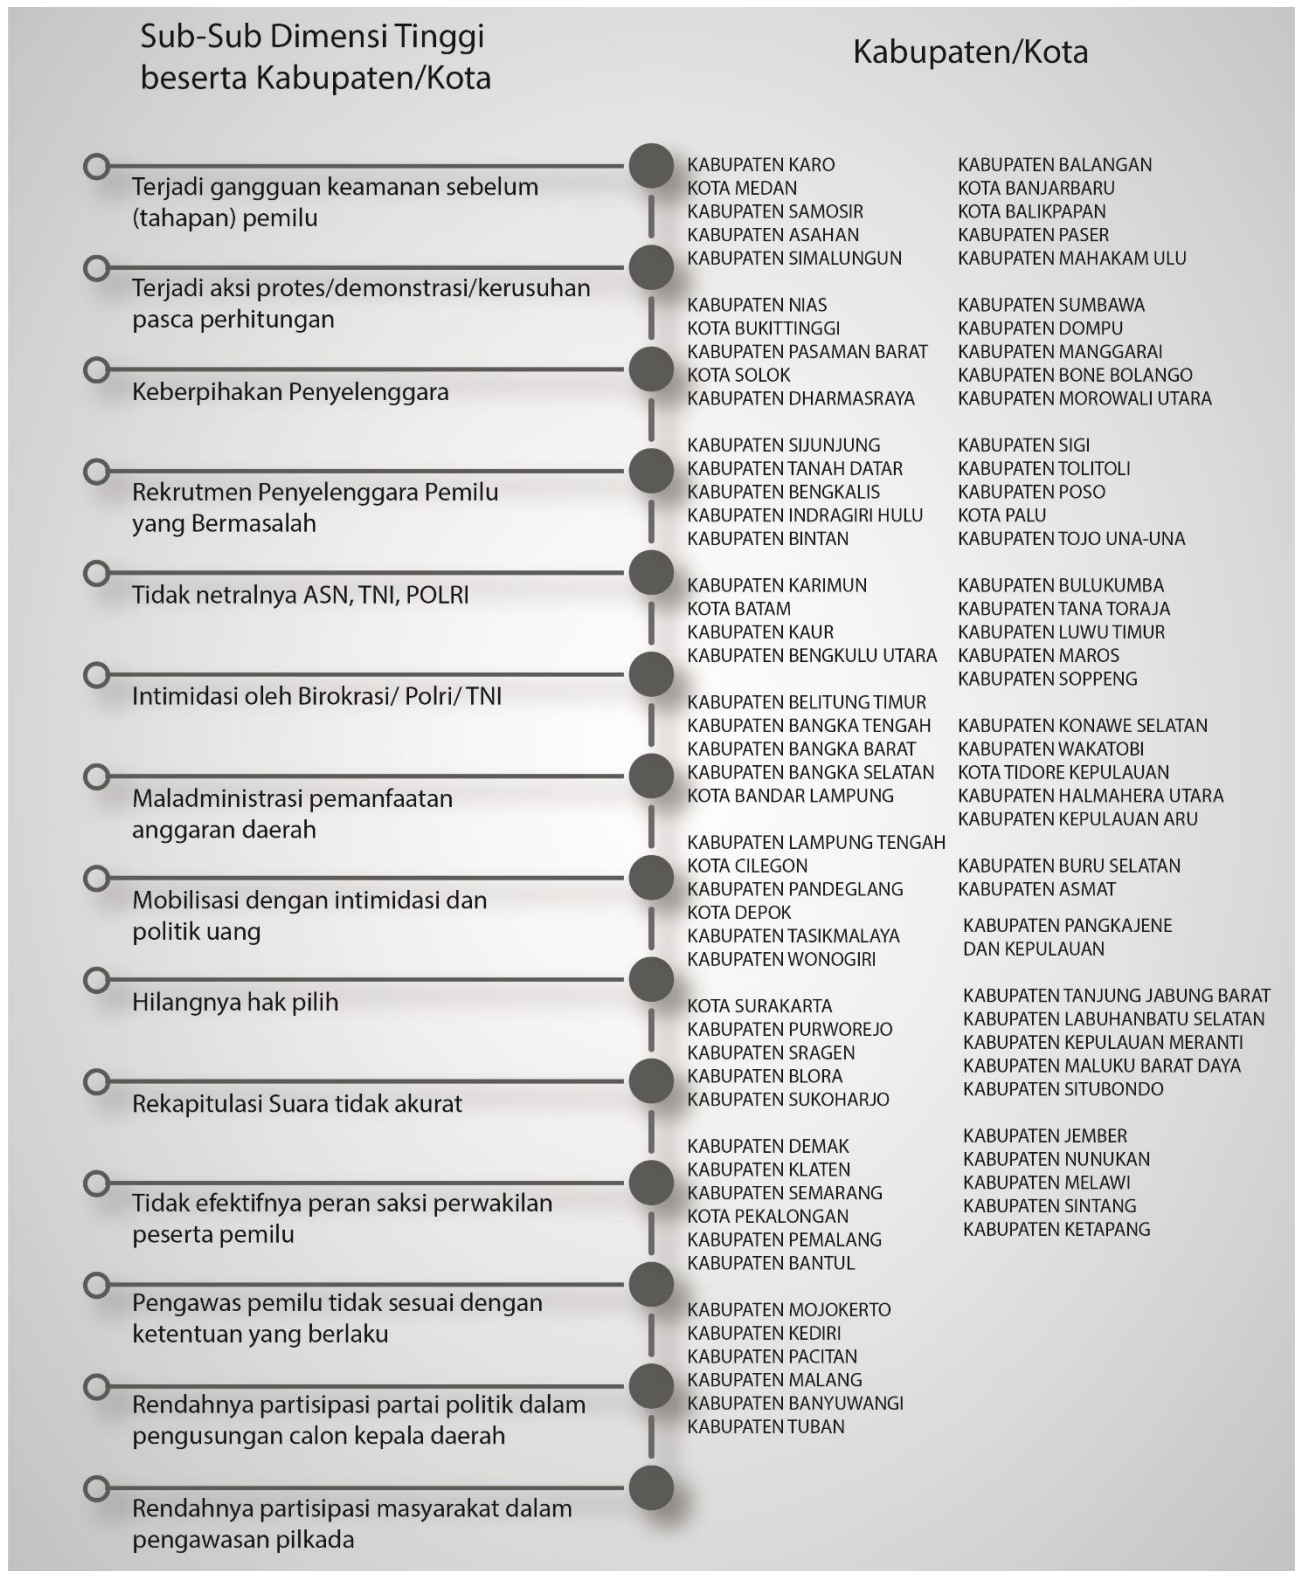 Sub-Sub Dimensi Tinggi
beserta Kabupaten/Kota
Terjadi gangguan keamanan sebelum
(tahapan) pemilu
Terjadi aksi protes/demonstrasi/kerusuhan
pasca perhitungan
Keberpihakan Penyelenggara
Rekrutmen Penyelenggara Pemilu
yang Bermasalah
Tidak netralnya ASN, TNI, POLRI
Intimidasi oleh Birokrasi/ Polri/ TNI
Maladministrasi pemanfaatan
anggaran daerah
Mobilisasi dengan intimidasi dan
politik uang
Hilangnya hak pilih
Rekapitulasi Suara tidak akurat
Tidak efektifnya peran saksi perwakilan
peserta pemilu
Pengawas pemilu tidak sesuai dengan
ketentuan yang berlaku
Rendahnya partisipasi partai politik dalam
pengusungan calon kepala daerah
Rendahnya partisipasi masyarakat dalam
pengawasan pilkada
Kabupaten/Kota
KABUPATEN KARO
KOTA MEDAN
KABUPATEN SAMOSIR
KABUPATEN ASAHAN
KABUPATEN SIMALUNGUN
KABUPATEN NIAS
KOTA BUKITTINGGI
KABUPATEN PASAMAN BARAT
KOTA SOLOK
KABUPATEN DHARMASRAYA
KABUPATEN SIJUNJUNG
KABUPATEN TANAH DATAR
KABUPATEN BENGKALIS
KABUPATEN INDRAGIRI HULU
KABUPATEN BINTAN
KABUPATEN KARIMUN
KOTA BATAM
KABUPATEN KAUR
KABUPATEN BENGKULU UTARA
KABUPATEN BELITUNG TIMUR
KABUPATEN BANGKA TENGAH
KABUPATEN BANGKA BARAT
KABUPATEN BANGKA SELATAN
KOTA BANDAR LAMPUNG
KABUPATEN LAMPUNG TENGAH
KOTA CILEGON
KABUPATEN PANDEGLANG
KOTA DEPOK
KABUPATEN TASIKMALAYA
KABUPATEN WONOGIRI
KOTA SURAKARTA
KABUPATEN PURWOREJO
KABUPATEN SRAGEN
KABUPATEN BLORA
KABUPATEN SUKOHARJO
KABUPATEN DEMAK
KABUPATEN KLATEN
KABUPATEN SEMARANG
KOTA PEKALONGAN
KABUPATEN PEMALANG
KABUPATEN BANTUL
KABUPATEN MOJOKERTO
KABUPATEN KEDIRI
KABUPATEN PACITAN
KABUPATEN MALANG
KABUPATEN BANYUWANGI
KABUPATEN TUBAN
KABUPATEN BALANGAN
KOTA BANJARBARU
KOTA BALIKPAPAN
KABUPATEN PASER
KABUPATEN MAHAKAM ULU
KABUPATEN SUMBAWA
KABUPATEN DOMPU
KABUPATEN MANGGARAI
KABUPATEN BONE BOLANGO
KABUPATEN MOROWALI UTARA
KABUPATEN SIGI
KABUPATEN TOLITOLI
KABUPATEN POSO
KOTA PALU
KABUPATEN TOJO UNA-UNA
KABUPATEN BULUKUMBA
KABUPATEN TANA TORAJA
KABUPATEN LUWU TIMUR
KABUPATEN MAROS
KABUPATEN SOPPENG
KABUPATEN KONAWE SELATAN
KABUPATEN WAKATOBI
KOTA TIDORE KEPULAUAN
KABUPATEN HALMAHERA UTARA
KABUPATEN KEPULAUAN ARU
KABUPATEN BURU SELATAN
KABUPATEN ASMAT
KABUPATEN PANGKAJENE
DAN KEPULAUAN
KABUPATEN TANJUNG JABUNG BARAT
KABUPATEN LABUHANBATU SELATAN
KABUPATEN KEPULAUAN MERANTI
KABUPATEN MALUKU BARAT DAYA
KABUPATEN SITUBONDO
KABUPATEN JEMBER
KABUPATEN NUNUKAN
KABUPATEN MELAWI
KABUPATEN SINTANG
KABUPATEN KETAPANG